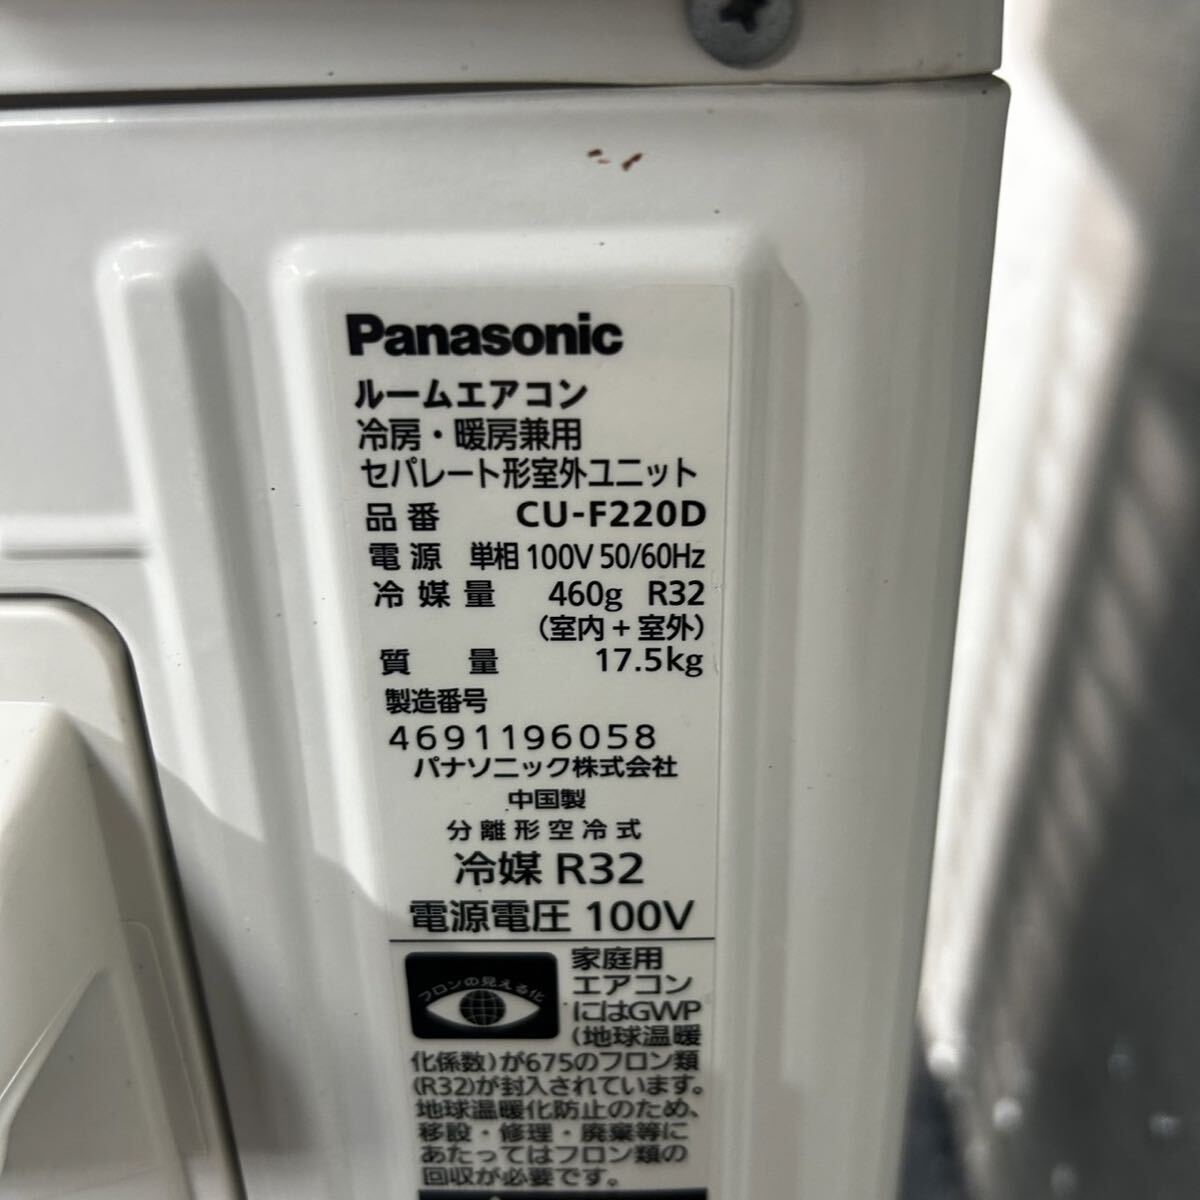 Panasonic
ルームエアコン
冷房・暖房兼用
セパレート形室外ユニット
品番 CU-F220D
電源 単相 100V 50/60Hz
冷媒量 460g R32
(室内+室外)
質量 17.5kg
製造番号
4691196058
パナソニック株式会社
中国製
分離形空冷式
冷媒 R32
電源電圧 100V
フロンの見える化
家庭用
エアコン
にはGWP
(地球温暖
化係数)が675のフロン類
(R32)が封入されています。
地球温暖化防止のため、
移設・修理・廃棄等に
あたってはフロン類の
回収が必要です。